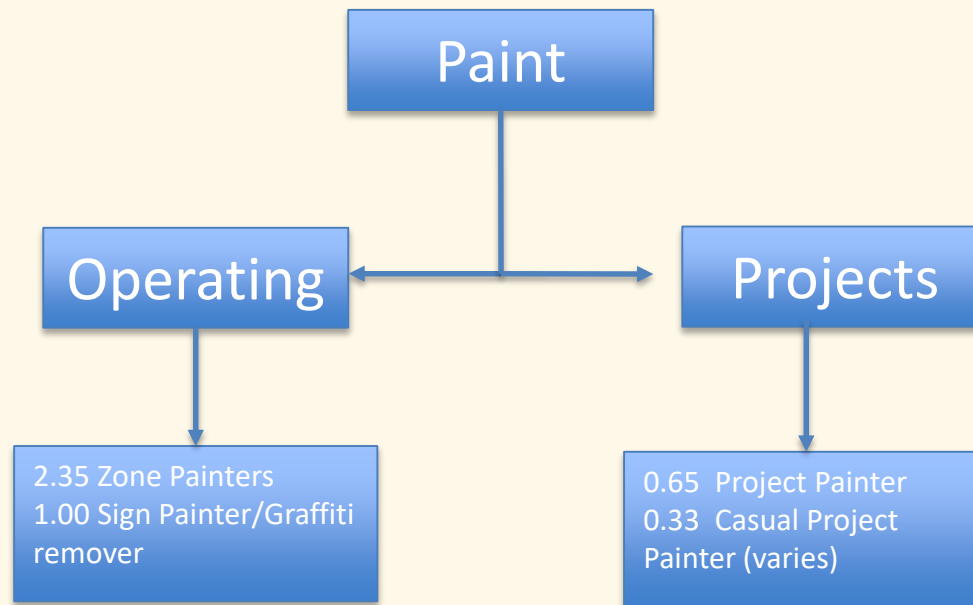 Paint
Operating
Projects
2.35 Zone Painters
1.00 Sign Painter/Graffiti
remover
0.65  Project Painter
0.33  Casual Project
Painter (varies)